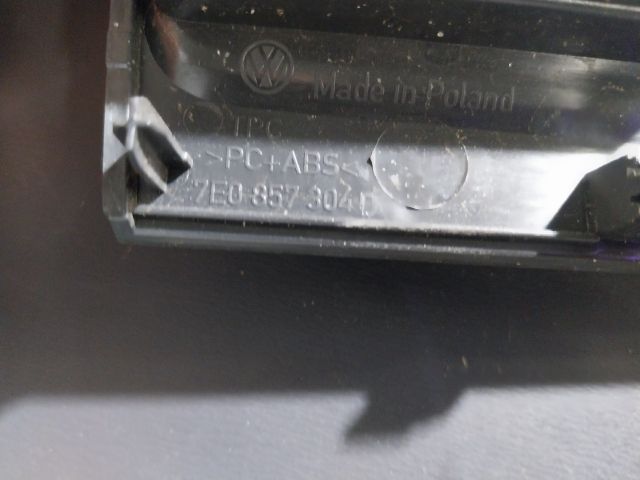 Made in Poland
TPC
>PC+ABS<
7E0 857 304 D